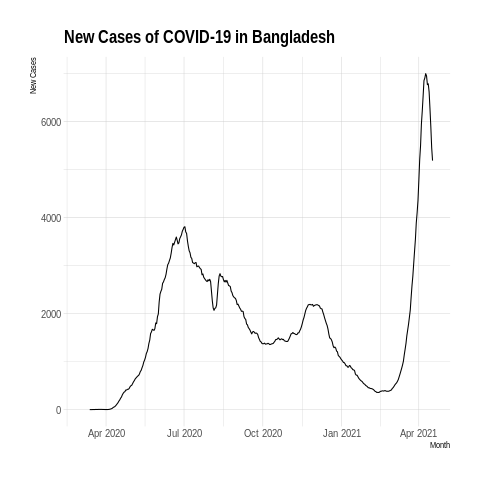 New Cases of COVID-19 in Bangladesh
New Cases
6000
4000
2000
0
Apr 2020 Jul 2020 Oct 2020 Jan 2021 Apr 2021
Month